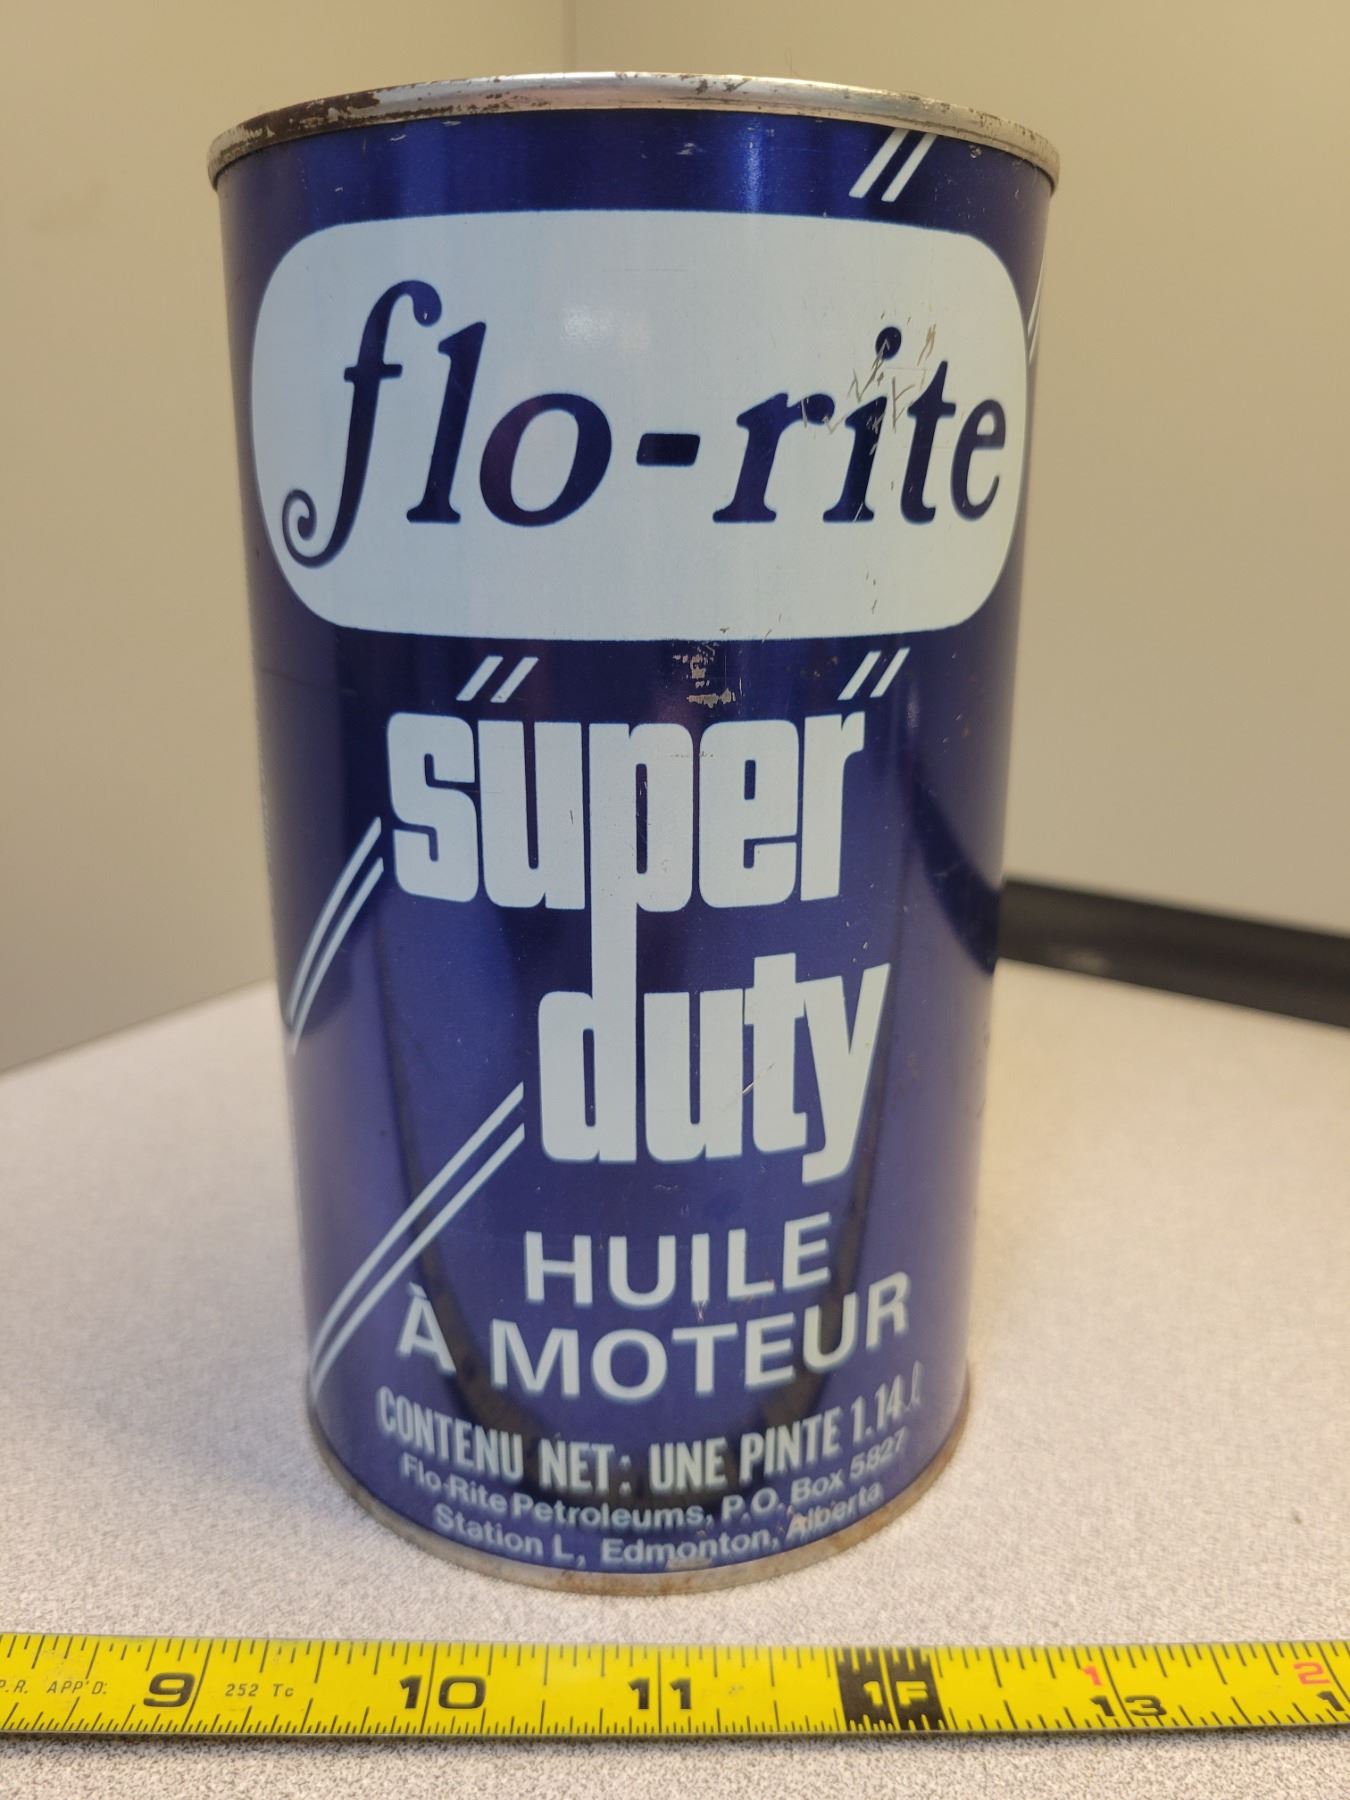 flo-rite
super
duty
HUILE
À MOTEUR
CONTENU NET: UNE PINTE 1.14 ℓ
Flo-Rite Petroleums, P.O. Box 5827
Station L, Edmonton, Alberta
P.R. APP'D: 9 252 Tc 10 11 1F 1 13 2 1